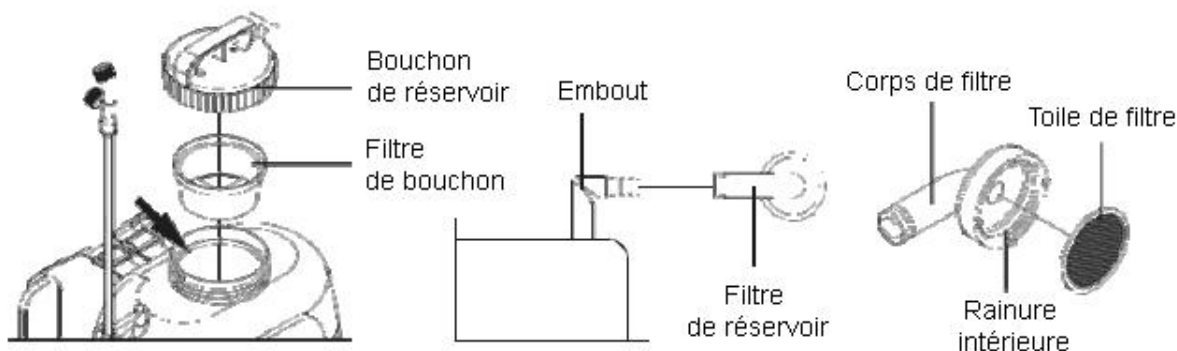 Bouchon
de réservoir
Filtre
de bouchon
Embout
Filtre
de réservoir
Corps de filtre
Toile de filtre
Rainure
intérieure